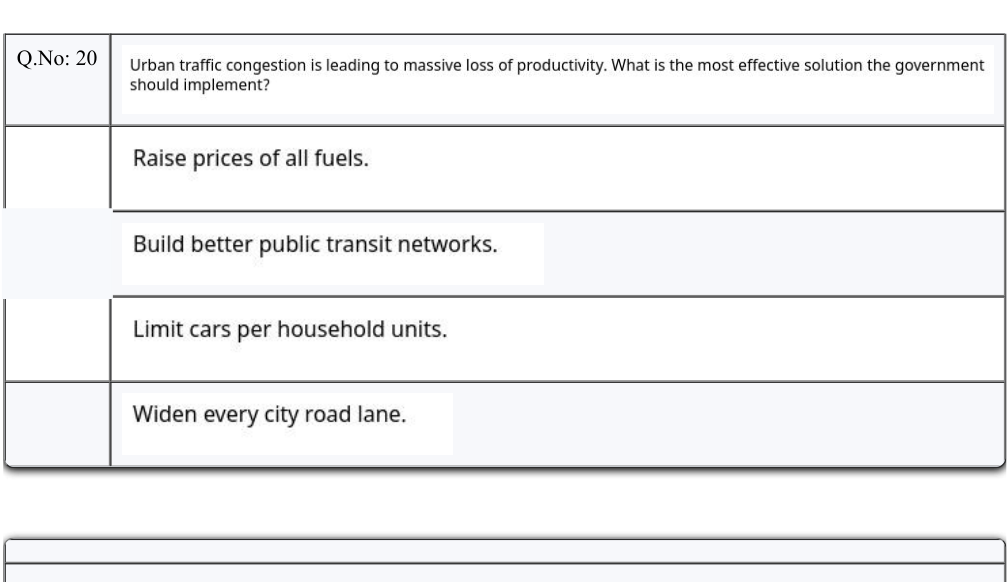 Q.No: 20
Urban traffic congestion is leading to massive loss of productivity. What is the most effective solution the government
should implement?
Raise prices of all fuels.
Build better public transit networks.
Limit cars per household units.
Widen every city road lane.